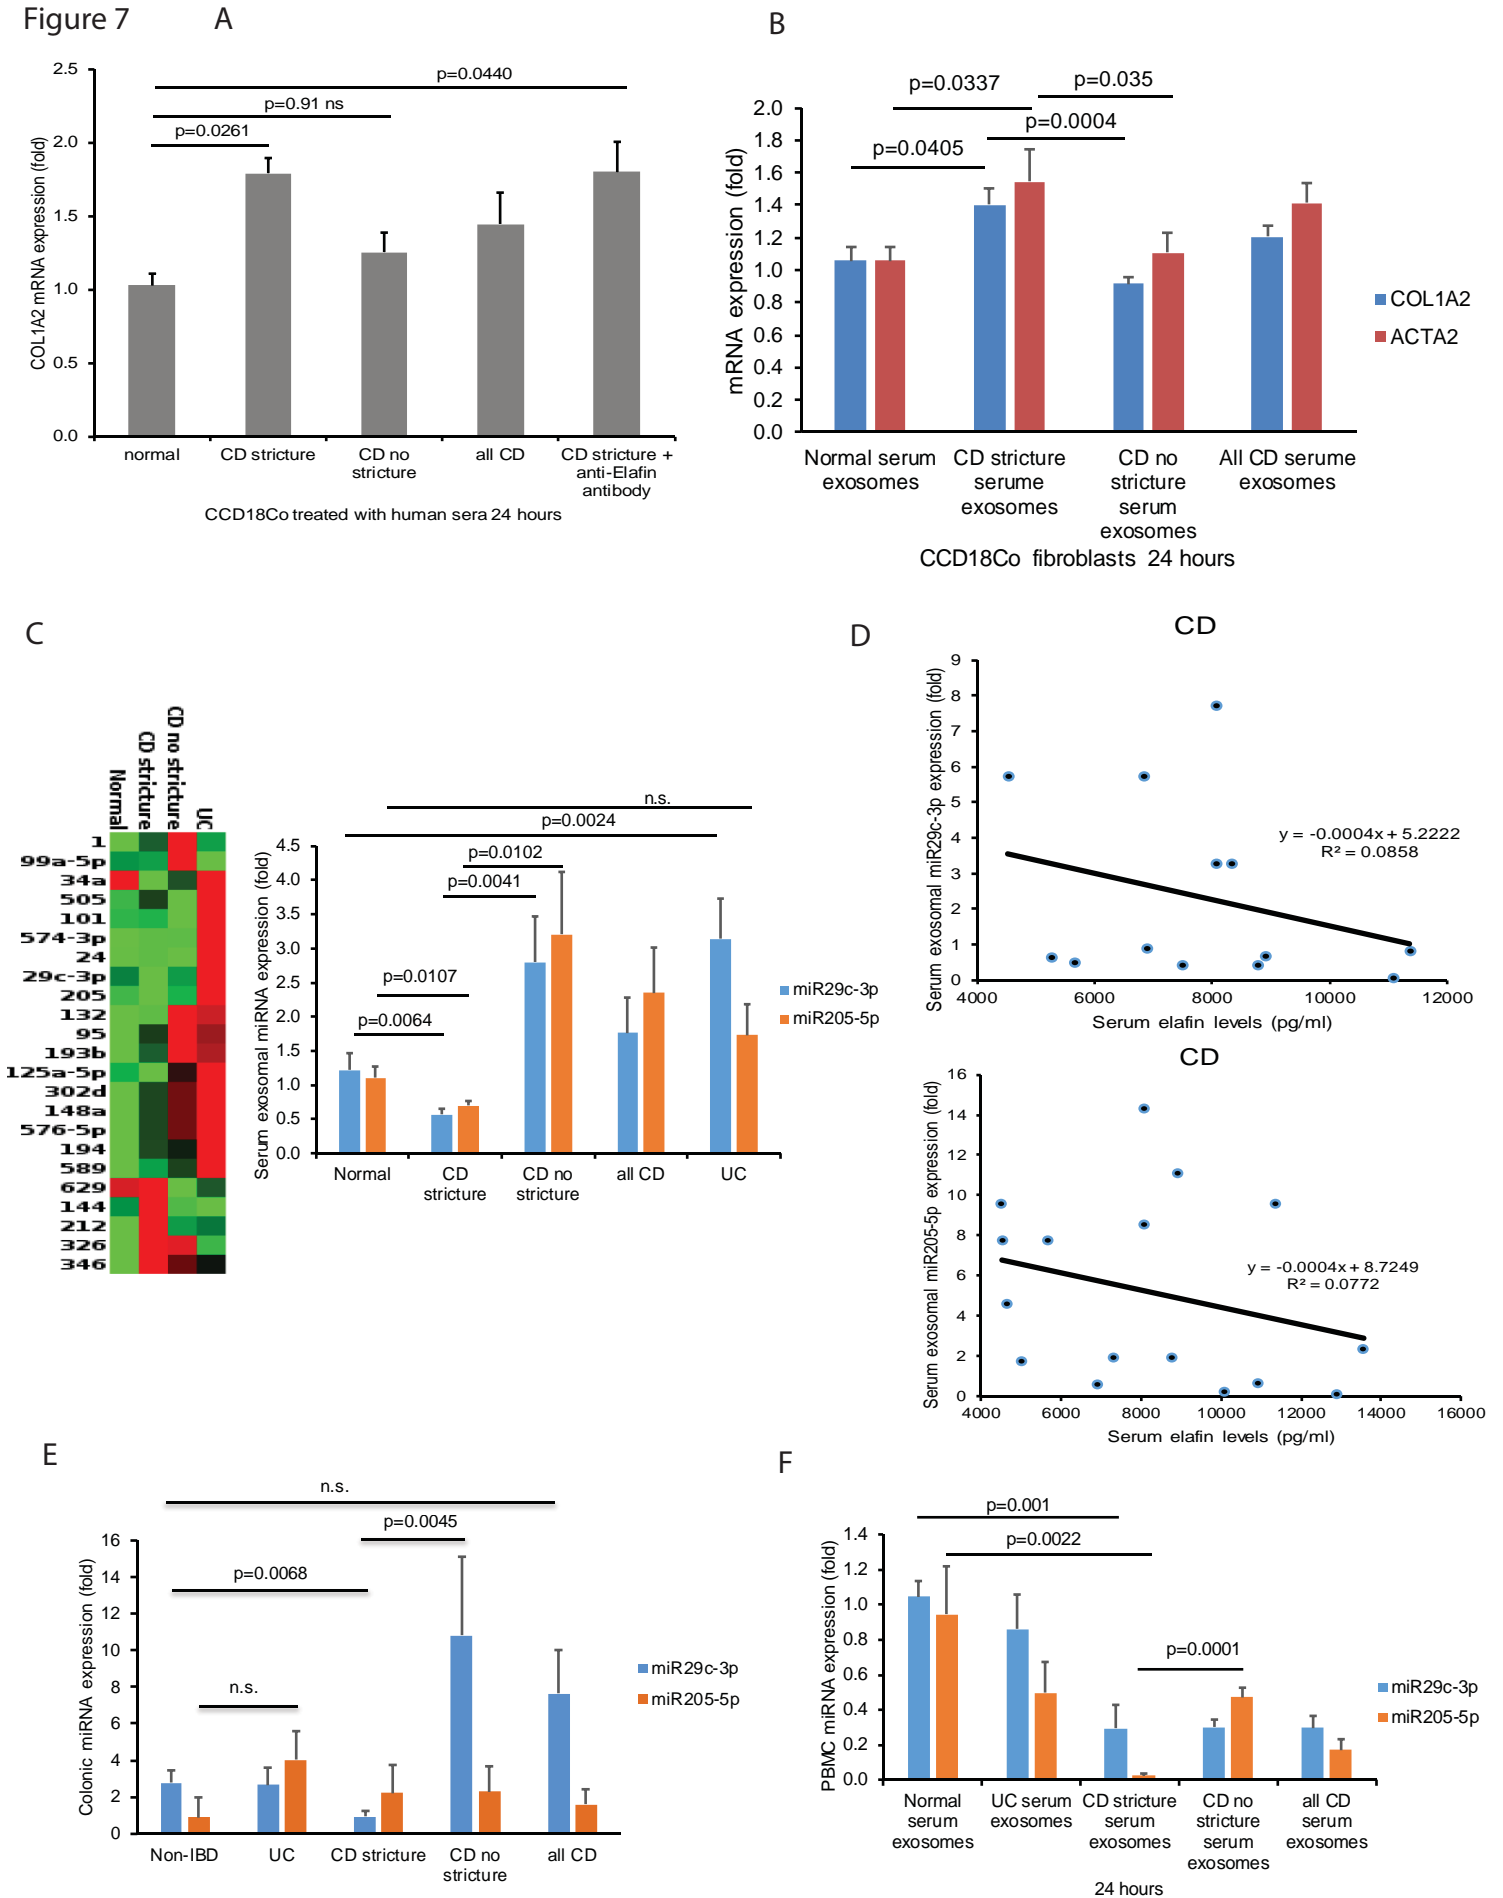 Figure 7
A
2.5
2.0
1.5
1.0
0.5
0.0
COL1A2 mRNA expression (fold)
p=0.0440
p=0.91 ns
p=0.0261
normal
CD stricture
CD no
stricture
all CD
CD stricture +
anti-Elafin
antibody
CCD18Co treated with human sera 24 hours
B
2.0
1.8
1.6
1.4
1.2
1.0
0.8
0.6
0.4
0.2
0.0
mRNA expression (fold)
p=0.0337
p=0.035
p=0.0004
p=0.0405
COL1A2
ACTA2
Normal serum
exosomes
CD stricture
serume
exosomes
CD no
stricture
serum
exosomes
All CD serume
exosomes
CCD18Co fibroblasts 24 hours
C
Normal
CD stricture
CD no stricture
UC
1
99a-5p
34a
505
101
574-3p
24
29c-3p
205
132
95
193b
125a-5p
302d
148a
576-5p
194
589
629
144
212
326
346
Serum exosomal miRNA expression (fold)
4.5
4.0
3.5
3.0
2.5
2.0
1.5
1.0
0.5
0.0
n.s.
p=0.0024
p=0.0102
p=0.0041
p=0.0107
p=0.0064
miR29c-3p
miR205-5p
Normal
CD
stricture
CD no
stricture
all CD
UC
D
CD
Serum exosomal miR29c-3p expression (fold)
9
8
7
6
5
4
3
2
1
0
y = -0.0004x + 5.2222
R² = 0.0858
4000
6000
8000
10000
12000
Serum elafin levels (pg/ml)
CD
Serum exosomal miR205-5p expression (fold)
16
14
12
10
8
6
4
2
0
y = -0.0004x + 8.7249
R² = 0.0772
4000
6000
8000
10000
12000
14000
16000
Serum elafin levels (pg/ml)
E
Colonic miRNA expression (fold)
16
14
12
10
8
6
4
2
0
n.s.
p=0.0045
p=0.0068
n.s.
miR29c-3p
miR205-5p
Non-IBD
UC
CD stricture
CD no
stricture
all CD
F
PBMC miRNA expression (fold)
1.4
1.2
1.0
0.8
0.6
0.4
0.2
0.0
p=0.001
p=0.0022
p=0.0001
miR29c-3p
miR205-5p
Normal
serum
exosomes
UC serum
exosomes
CD stricture
serum
exosomes
CD no
stricture
serum
exosomes
all CD
serum
exosomes
24 hours